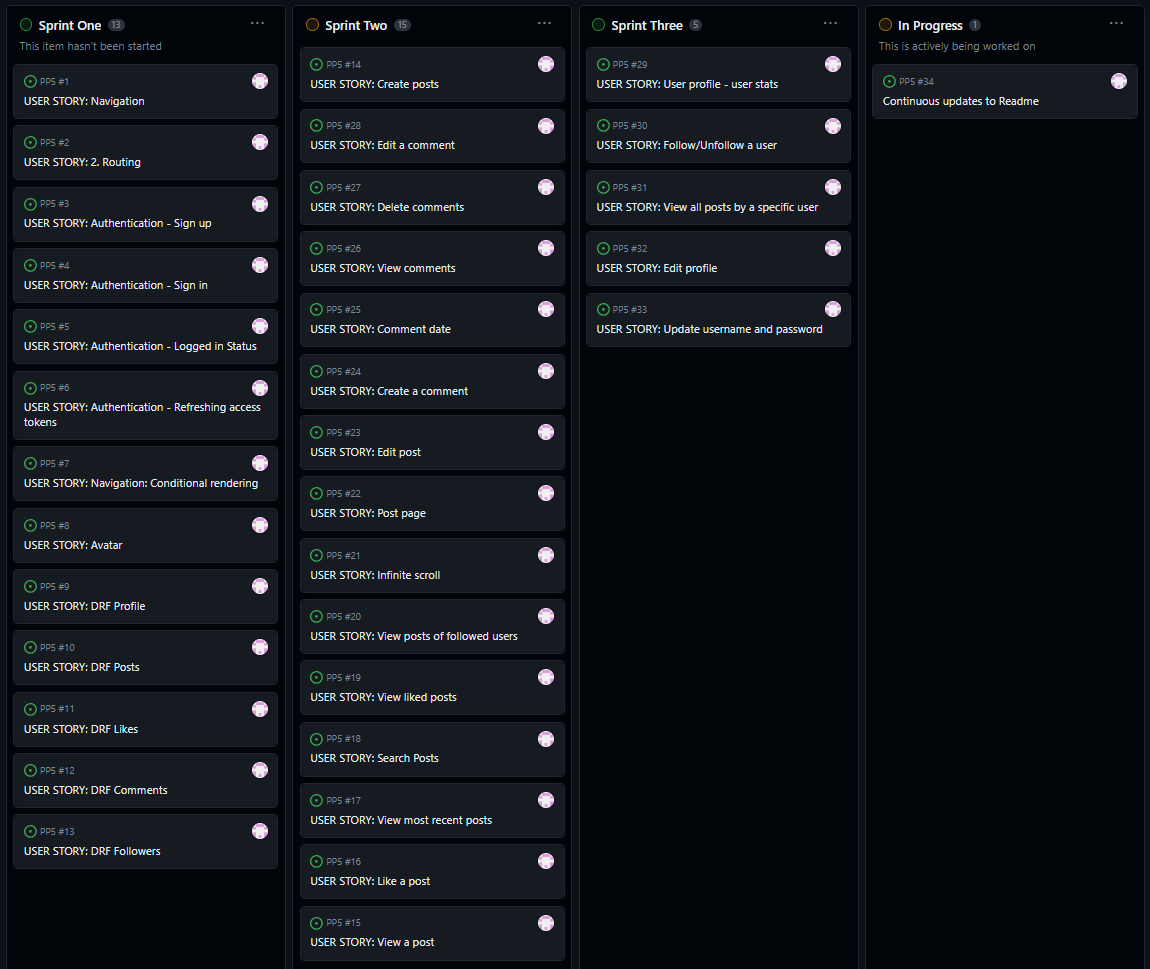 Sprint One 13 ...
This item hasn't been started
PP5 #1
USER STORY: Navigation
PP5 #2
USER STORY: 2. Routing
PP5 #3
USER STORY: Authentication - Sign up
PP5 #4
USER STORY: Authentication - Sign in
PP5 #5
USER STORY: Authentication - Logged in Status
PP5 #6
USER STORY: Authentication - Refreshing access
tokens
PP5 #7
USER STORY: Navigation: Conditional rendering
PP5 #8
USER STORY: Avatar
PP5 #9
USER STORY: DRF Profile
PP5 #10
USER STORY: DRF Posts
PP5 #11
USER STORY: DRF Likes
PP5 #12
USER STORY: DRF Comments
PP5 #13
USER STORY: DRF Followers
Sprint Two 15 ...
PP5 #14
USER STORY: Create posts
PP5 #28
USER STORY: Edit a comment
PP5 #27
USER STORY: Delete comments
PP5 #26
USER STORY: View comments
PP5 #25
USER STORY: Comment date
PP5 #24
USER STORY: Create a comment
PP5 #23
USER STORY: Edit post
PP5 #22
USER STORY: Post page
PP5 #21
USER STORY: Infinite scroll
PP5 #20
USER STORY: View posts of followed users
PP5 #19
USER STORY: View liked posts
PP5 #18
USER STORY: Search Posts
PP5 #17
USER STORY: View most recent posts
PP5 #16
USER STORY: Like a post
PP5 #15
USER STORY: View a post
Sprint Three 5 ...
PP5 #29
USER STORY: User profile - user stats
PP5 #30
USER STORY: Follow/Unfollow a user
PP5 #31
USER STORY: View all posts by a specific user
PP5 #32
USER STORY: Edit profile
PP5 #33
USER STORY: Update username and password
In Progress 1 ...
This is actively being worked on
PP5 #34
Continuous updates to Readme